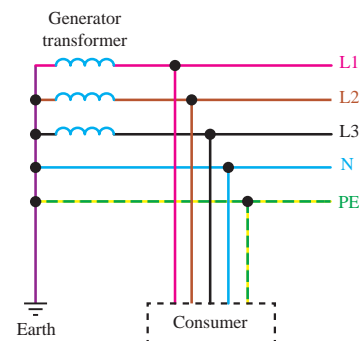 Generator
transformer
L1
L2
L3
N
PE
Earth
Consumer